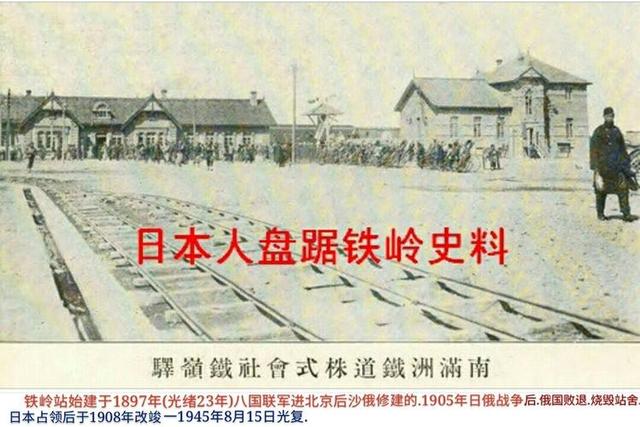 日本人盘踞铁岭史料
驛嶺鐵社會式株道鐵洲滿南
铁岭站始建于1897年(光绪23年)八国联军进北京后沙俄修建的.1905年日俄战争后.俄国败退.烧毁站舍.
日本占领后于1908年改竣一1945年8月15日光复.